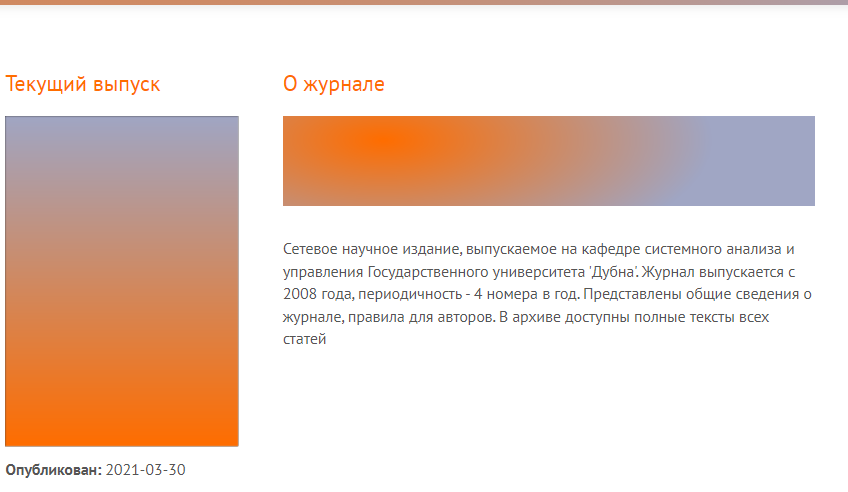 Текущий выпуск
Опубликован: 2021-03-30
О журнале
Сетевое научное издание, выпускаемое на кафедре системного анализа и
управления Государственного университета 'Дубна'. Журнал выпускается с
2008 года, периодичность - 4 номера в год. Представлены общие сведения о
журнале, правила для авторов. В архиве доступны полные тексты всех
статей